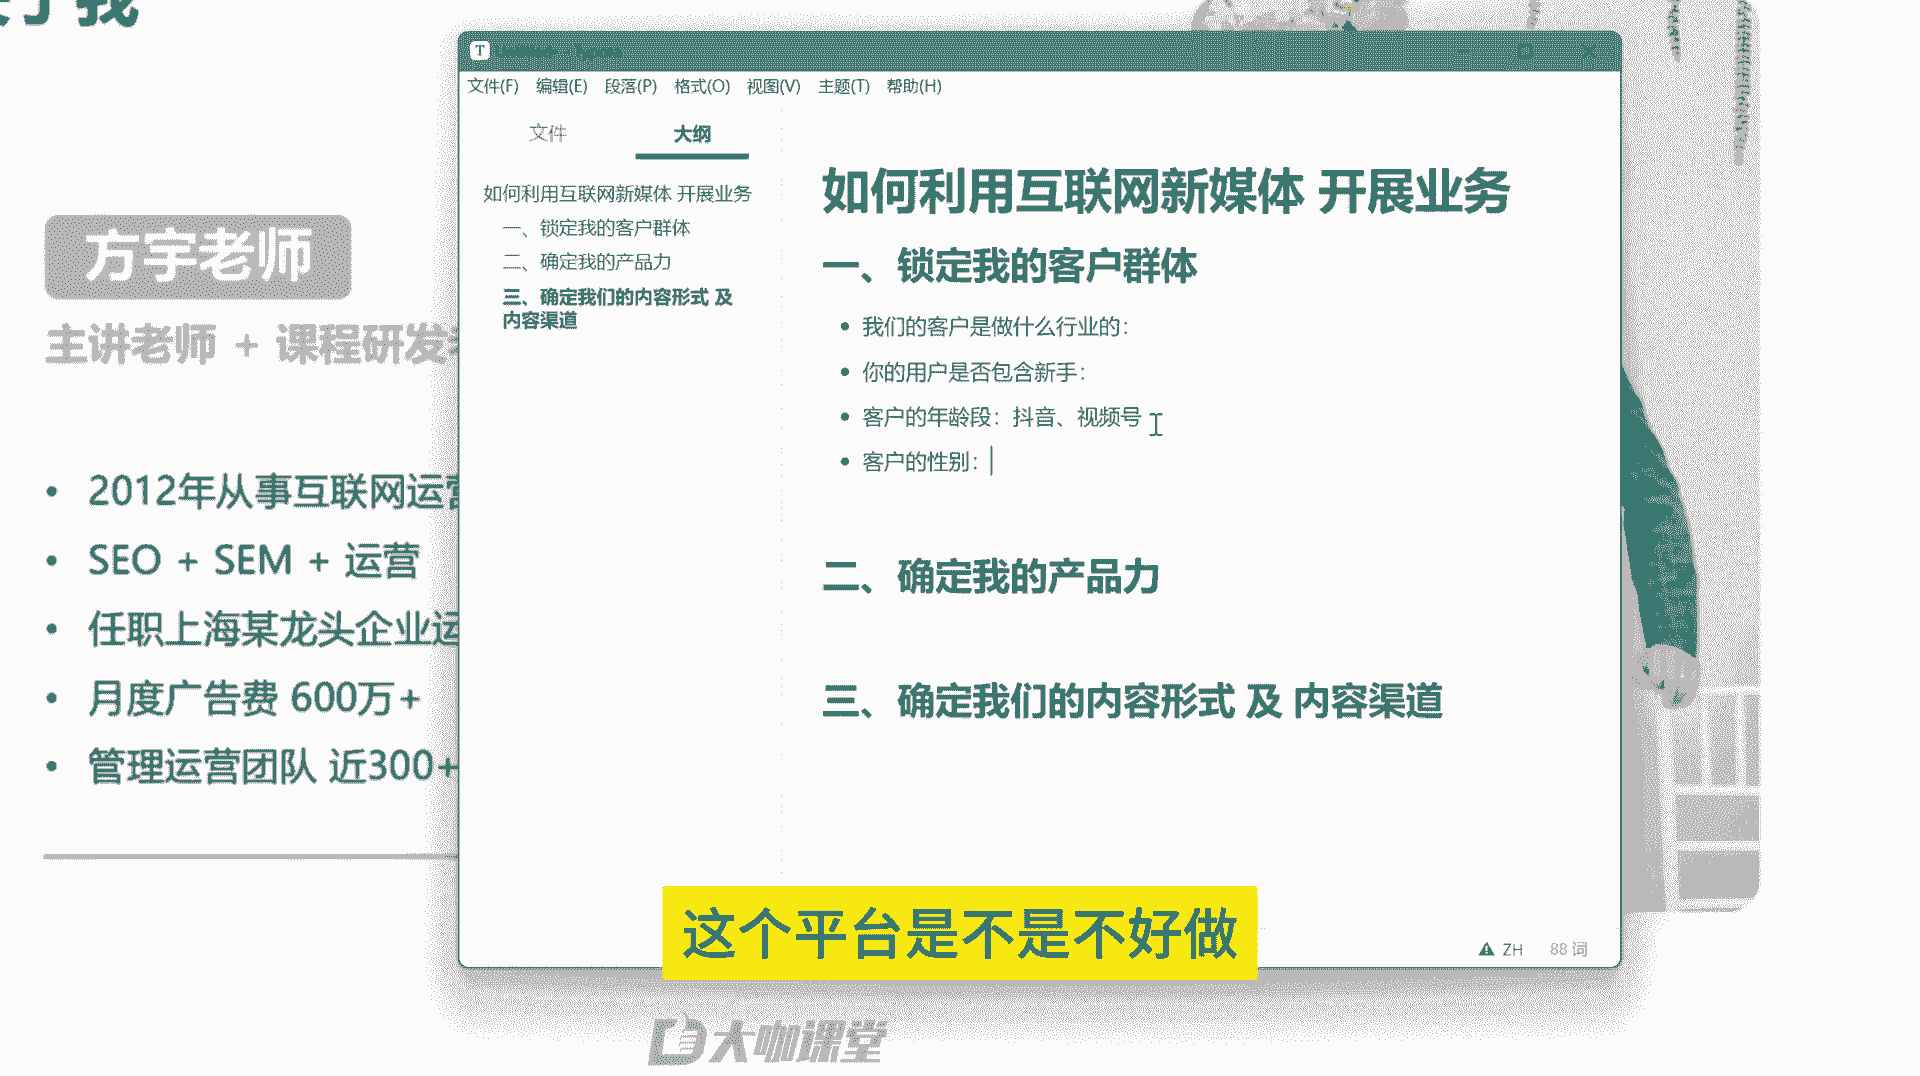 我
方宇老师
主讲老师 + 课程研发
2012年从事互联网运营
SEO + SEM + 运营
任职上海某龙头企业运
月度广告费 600万+
管理运营团队 近300+
T
文件(F) 编辑(E) 段落(P) 格式(O) 视图(V) 主题(T) 帮助(H)
文件 大纲
如何利用互联网新媒体 开展业务
一、锁定我的客户群体
二、确定我的产品力
三、确定我们的内容形式 及
内容渠道
如何利用互联网新媒体 开展业务
一、锁定我的客户群体
我们的客户是做什么行业的：
你的用户是否包含新手：
客户的年龄段：抖音、视频号
客户的性别：
二、确定我的产品力
三、确定我们的内容形式 及 内容渠道
这个平台是不是不好做
ZH 88 词
大咖课堂